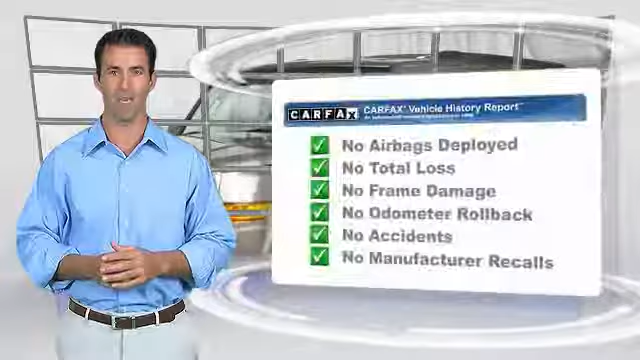 CARFAX CARFAX Vehicle History Report™
No Airbags Deployed
No Total Loss
No Frame Damage
No Odometer Rollback
No Accidents
No Manufacturer Recalls